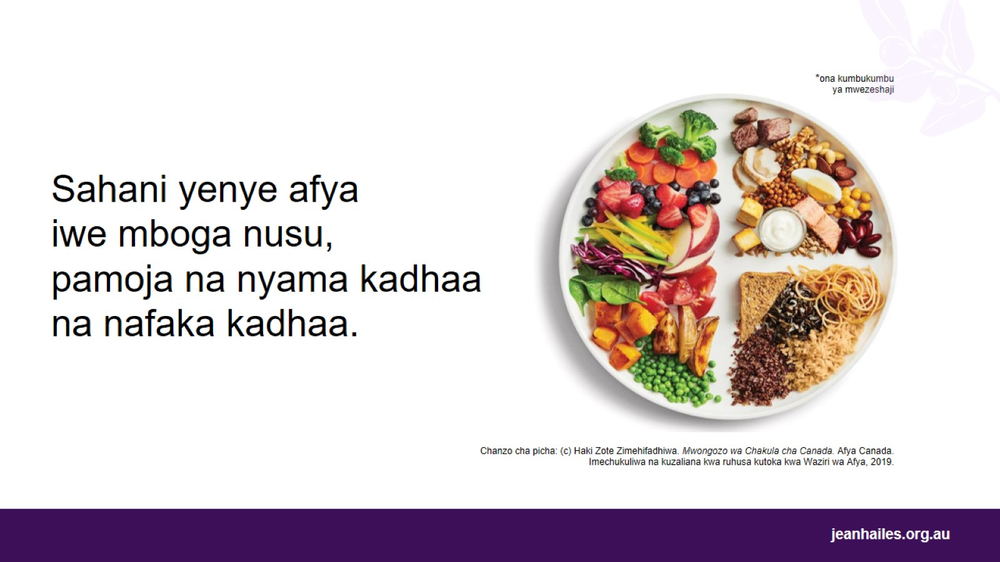 *ona kumbukumbu
ya mwezeshaji
Sahani yenye afya
iwe mboga nusu,
pamoja na nyama kadhaa
na nafaka kadhaa.
Chanzo cha picha: (c) Haki Zote Zimehifadhiwa. Mwongozo wa Chakula cha Canada. Afya Canada.
Imechukuliwa na kuzaliana kwa ruhusa kutoka kwa Waziri wa Afya, 2019.
jeanhailes.org.au